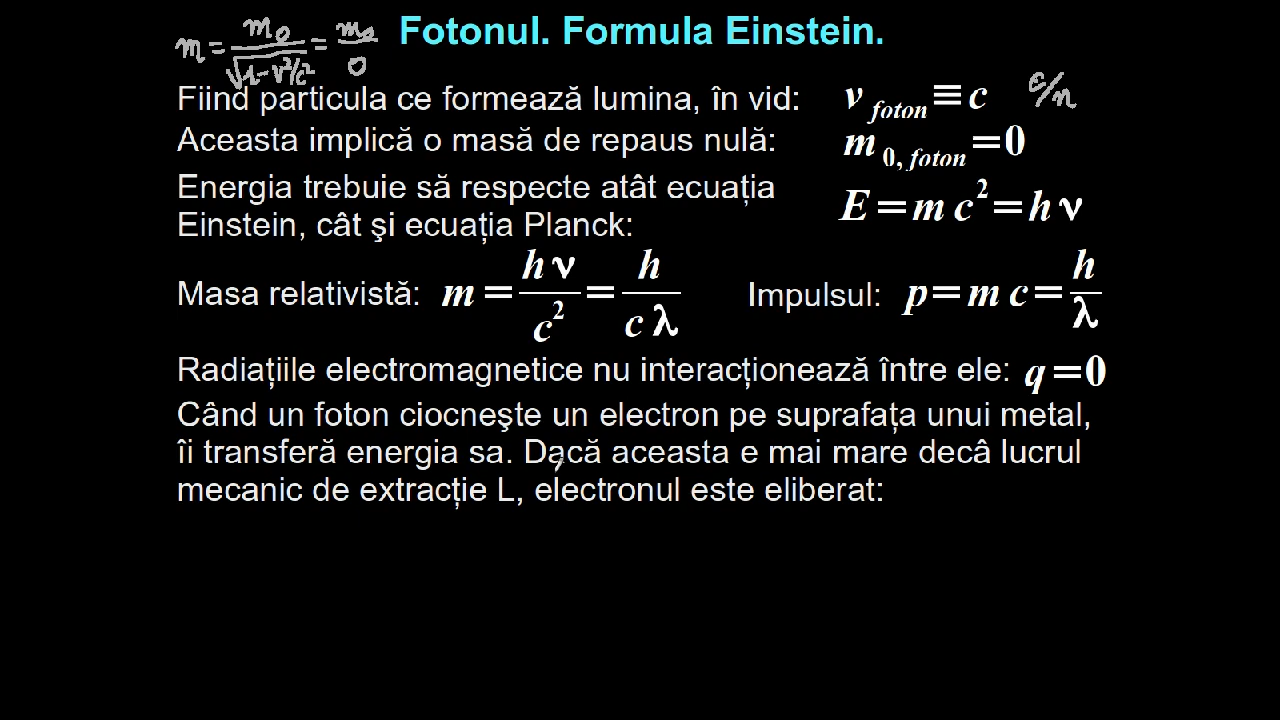 m = m₀/√(1-v²/c²) = m₀/0
Fotonul. Formula Einstein.
Fiind particula ce formează lumina, în vid: v foton ≡ c c/n
Aceasta implică o masă de repaus nulă: m 0, foton = 0
Energia trebuie să respecte atât ecuația
Einstein, cât şi ecuația Planck: E = m c² = h ν
Masa relativistă: m = h ν / c² = h / c λ Impulsul: p = m c = h / λ
Radiațiile electromagnetice nu interacționează între ele: q = 0
Când un foton ciocneşte un electron pe suprafața unui metal,
îi transferă energia sa. Dacă aceasta e mai mare decâ lucrul
mecanic de extracție L, electronul este eliberat: